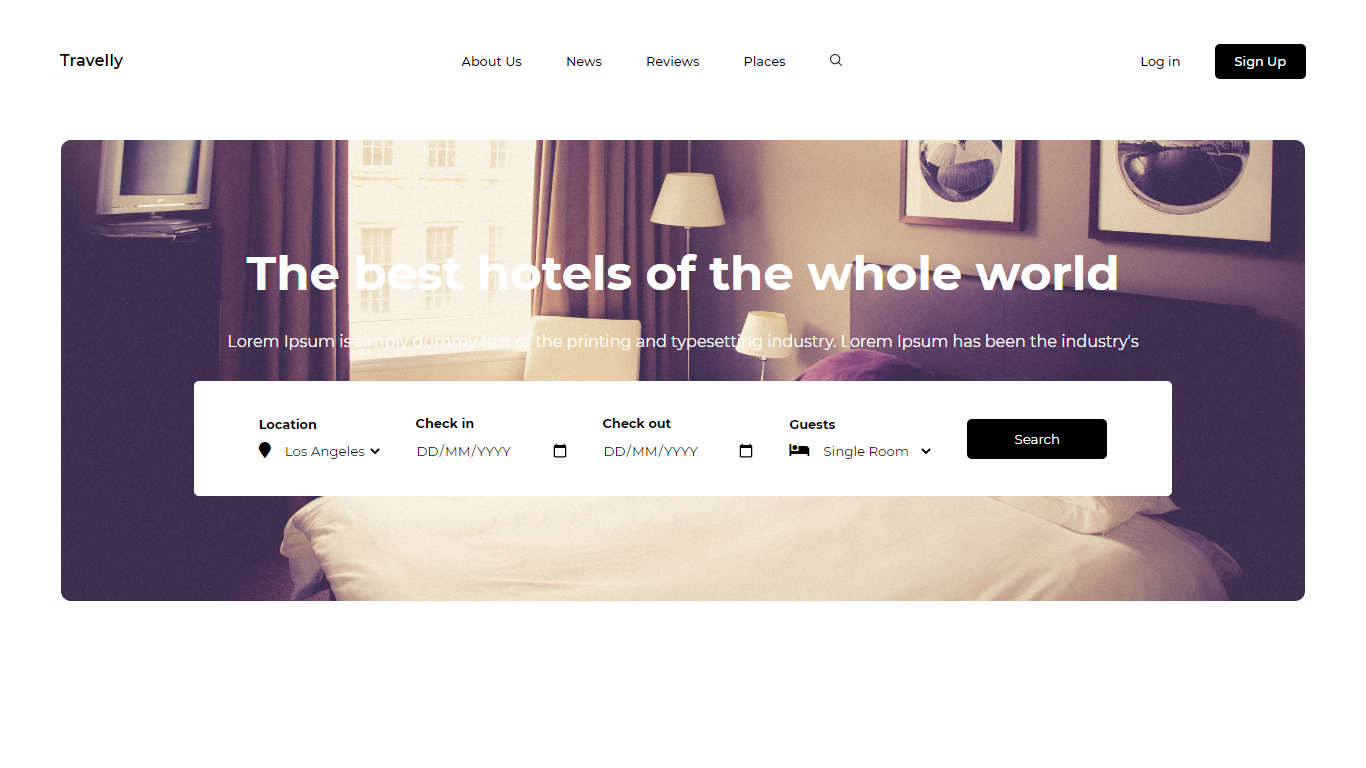 Travelly
About Us News Reviews Places
Log in Sign Up
The best hotels of the whole world
Lorem Ipsum is simply dummy text of the printing and typesetting industry. Lorem Ipsum has been the industry's
Location Check in Check out Guests
Los Angeles DD/MM/YYYY DD/MM/YYYY Single Room
Search